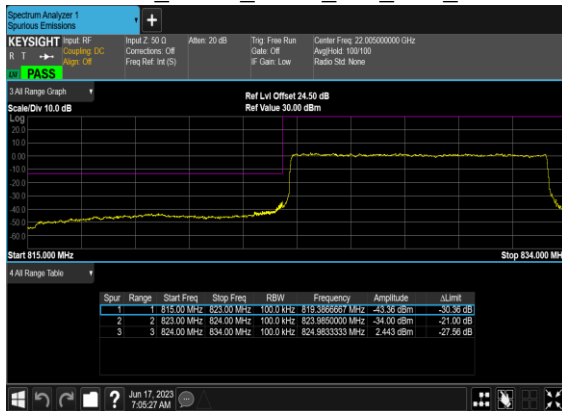 Spectrum Analyzer 1
Spurious Emissions
KEYSIGHT
R T
PASS
Input: RF
Coupling: DC
Align: Off
Input Z: 50 Ω
Corrections: Off
Freq Ref: Int (S)
Atten: 20 dB
Trig: Free Run
Gate: Off
IF Gain: Low
Center Freq: 22.005000000 GHz
Avg|Hold: 100/100
Radio Std: None
3 All Range Graph
Scale/Div 10.0 dB
Ref Lvl Offset 24.50 dB
Ref Value 30.00 dBm
Log
20.0
10.0
0.00
-10.0
-20.0
-30.0
-40.0
-50.0
-60.0
Start 815.000 MHz
Stop 834.000 MH
4 All Range Table
Spur Range Start Freq Stop Freq RBW Frequency Amplitude ΔLimit
1 1 815.00 MHz 823.00 MHz 100.0 kHz 819.3866667 MHz -43.36 dBm -30.36 dB
2 2 823.00 MHz 824.00 MHz 100.0 kHz 823.9850000 MHz -34.00 dBm -21.00 dB
3 3 824.00 MHz 834.00 MHz 100.0 kHz 824.9833333 MHz 2.443 dBm -27.56 dB
?
Jun 17, 2023
7:05:27 AM